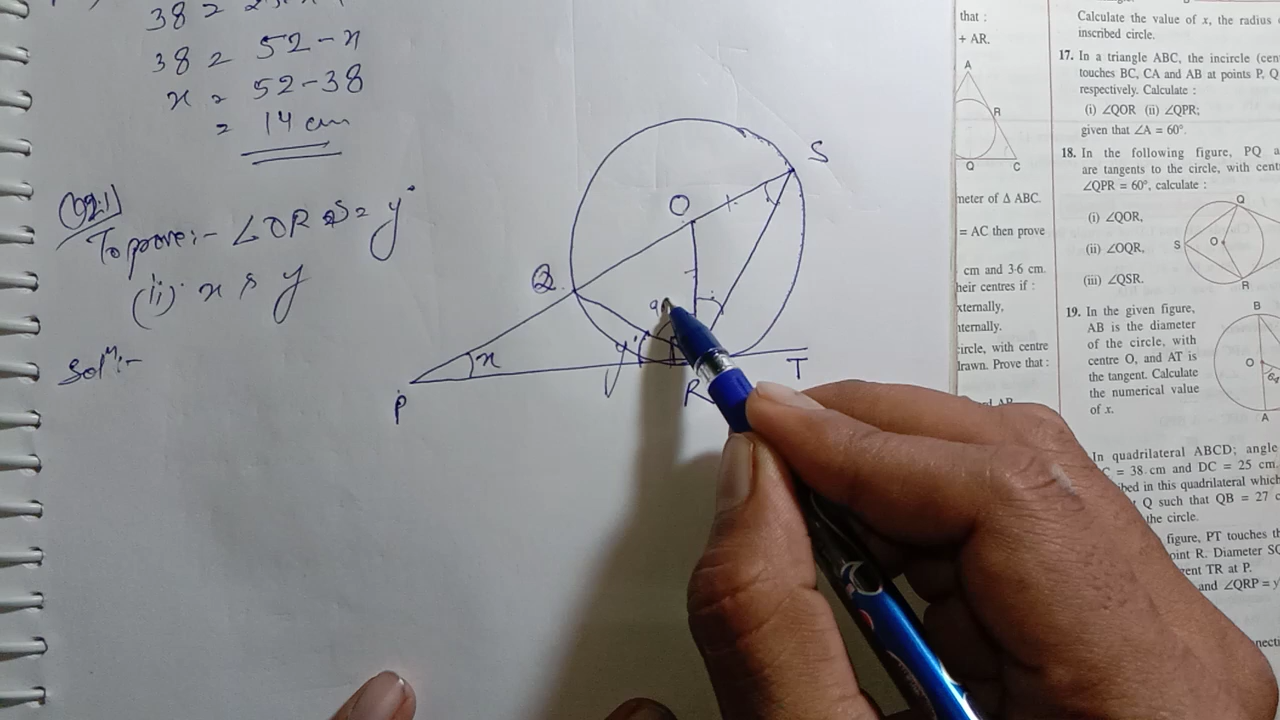 38 =
38 = 52 - x
x = 52 - 38
= 14 cm
Q21
To prove:- ∠ORS = y
(ii) x & y
Solⁿ:-
S
O
Q
x
y
P
R
T
that :
+ AR.
A
R
Q
C
meter of Δ ABC.
= AC then prove
cm and 3·6 cm.
heir centres if :
xternally,
nternally.
circle, with centre
drawn. Prove that :
Calculate the value of x, the radius
inscribed circle.
17. In a triangle ABC, the incircle (cen
touches BC, CA and AB at points P, Q
respectively. Calculate :
(i) ∠QOR (ii) ∠QPR;
given that ∠A = 60°.
18. In the following figure, PQ a
are tangents to the circle, with cent
∠QPR = 60°, calculate :
(i) ∠QOR,
(ii) ∠OQR,
(iii) ∠QSR.
Q
S
O
R
19. In the given figure,
AB is the diameter
of the circle, with
centre O, and AT is
the tangent. Calculate
the numerical value
of x.
B
O
64
A
In quadrilateral ABCD; angle
C = 38 cm and DC = 25 cm
ibed in this quadrilateral which
t Q such that QB = 27 c
the circle.
figure, PT touches th
oint R. Diameter SQ
gent TR at P.
and ∠QRP = y